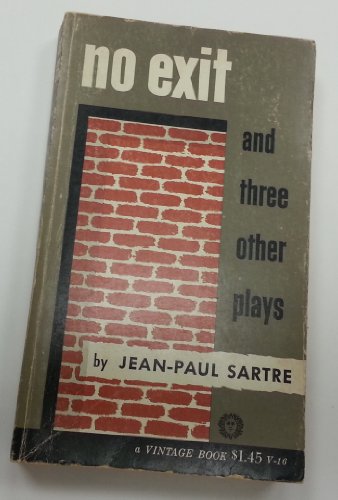 no exit
and
three
other
plays
by JEAN-PAUL SARTRE
a VINTAGE BOOK $1.45 V-16